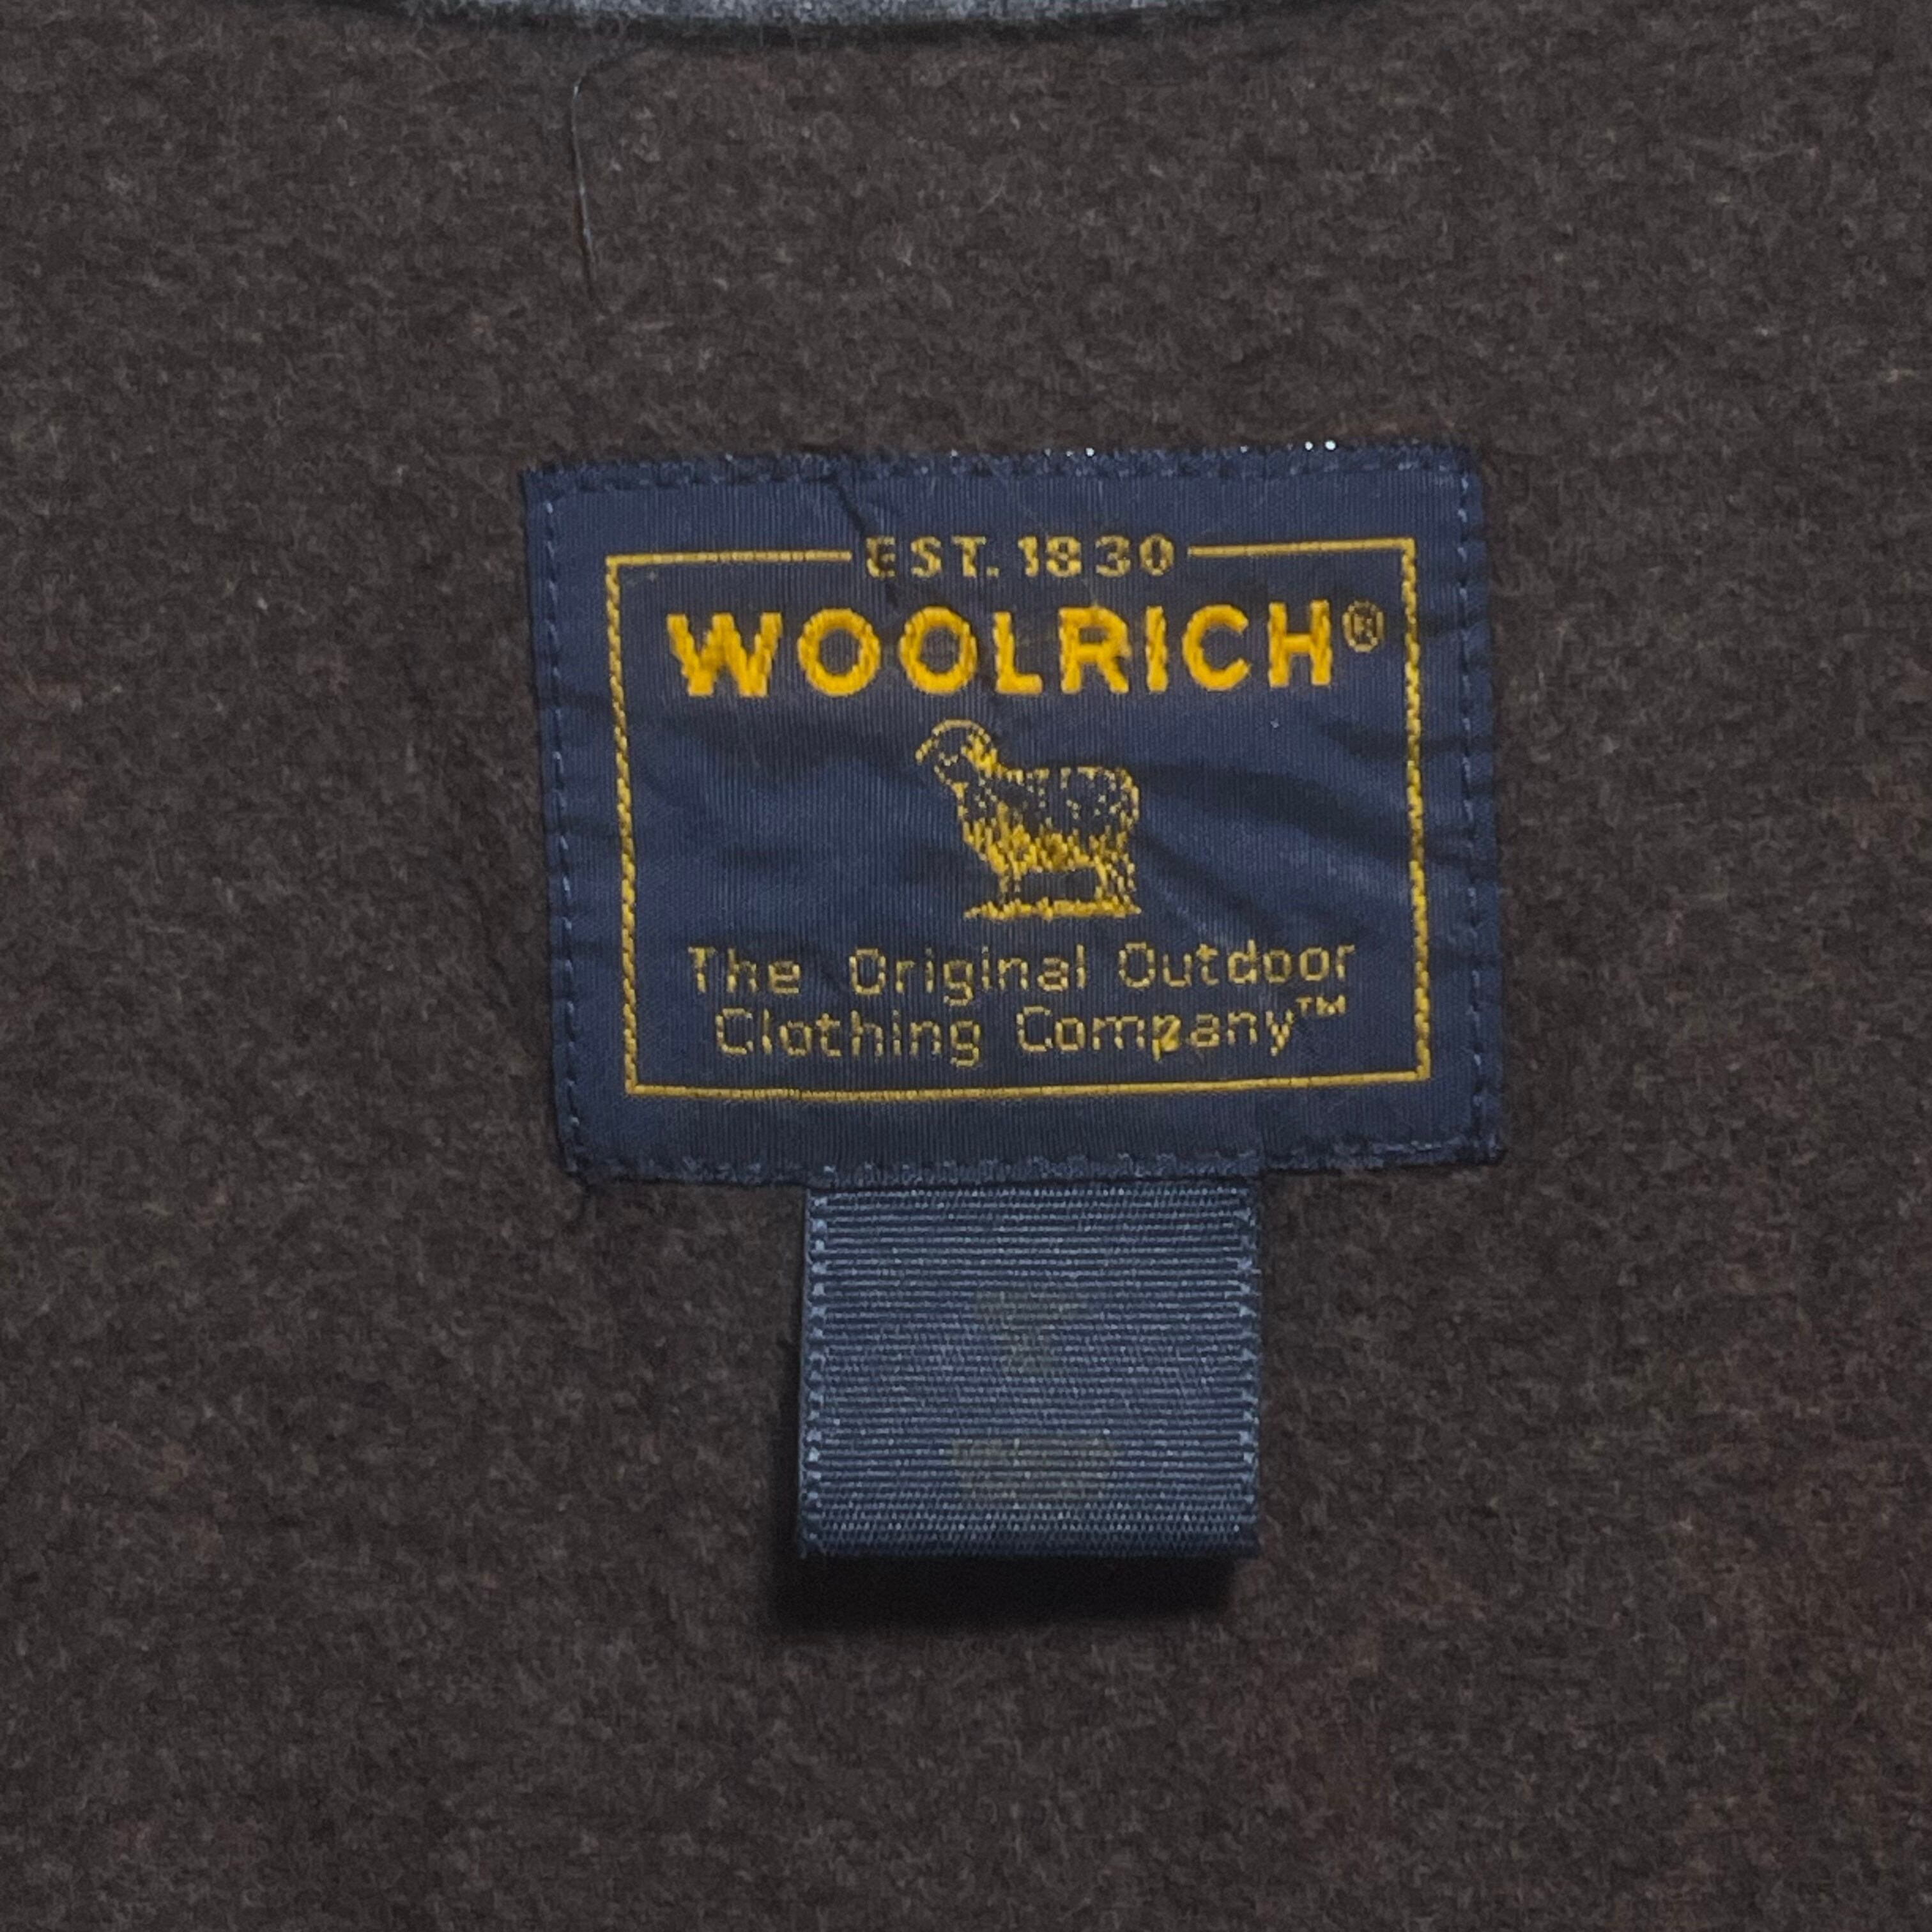 EST. 1830
WOOLRICH®
The Original Outdoor
Clothing Company™